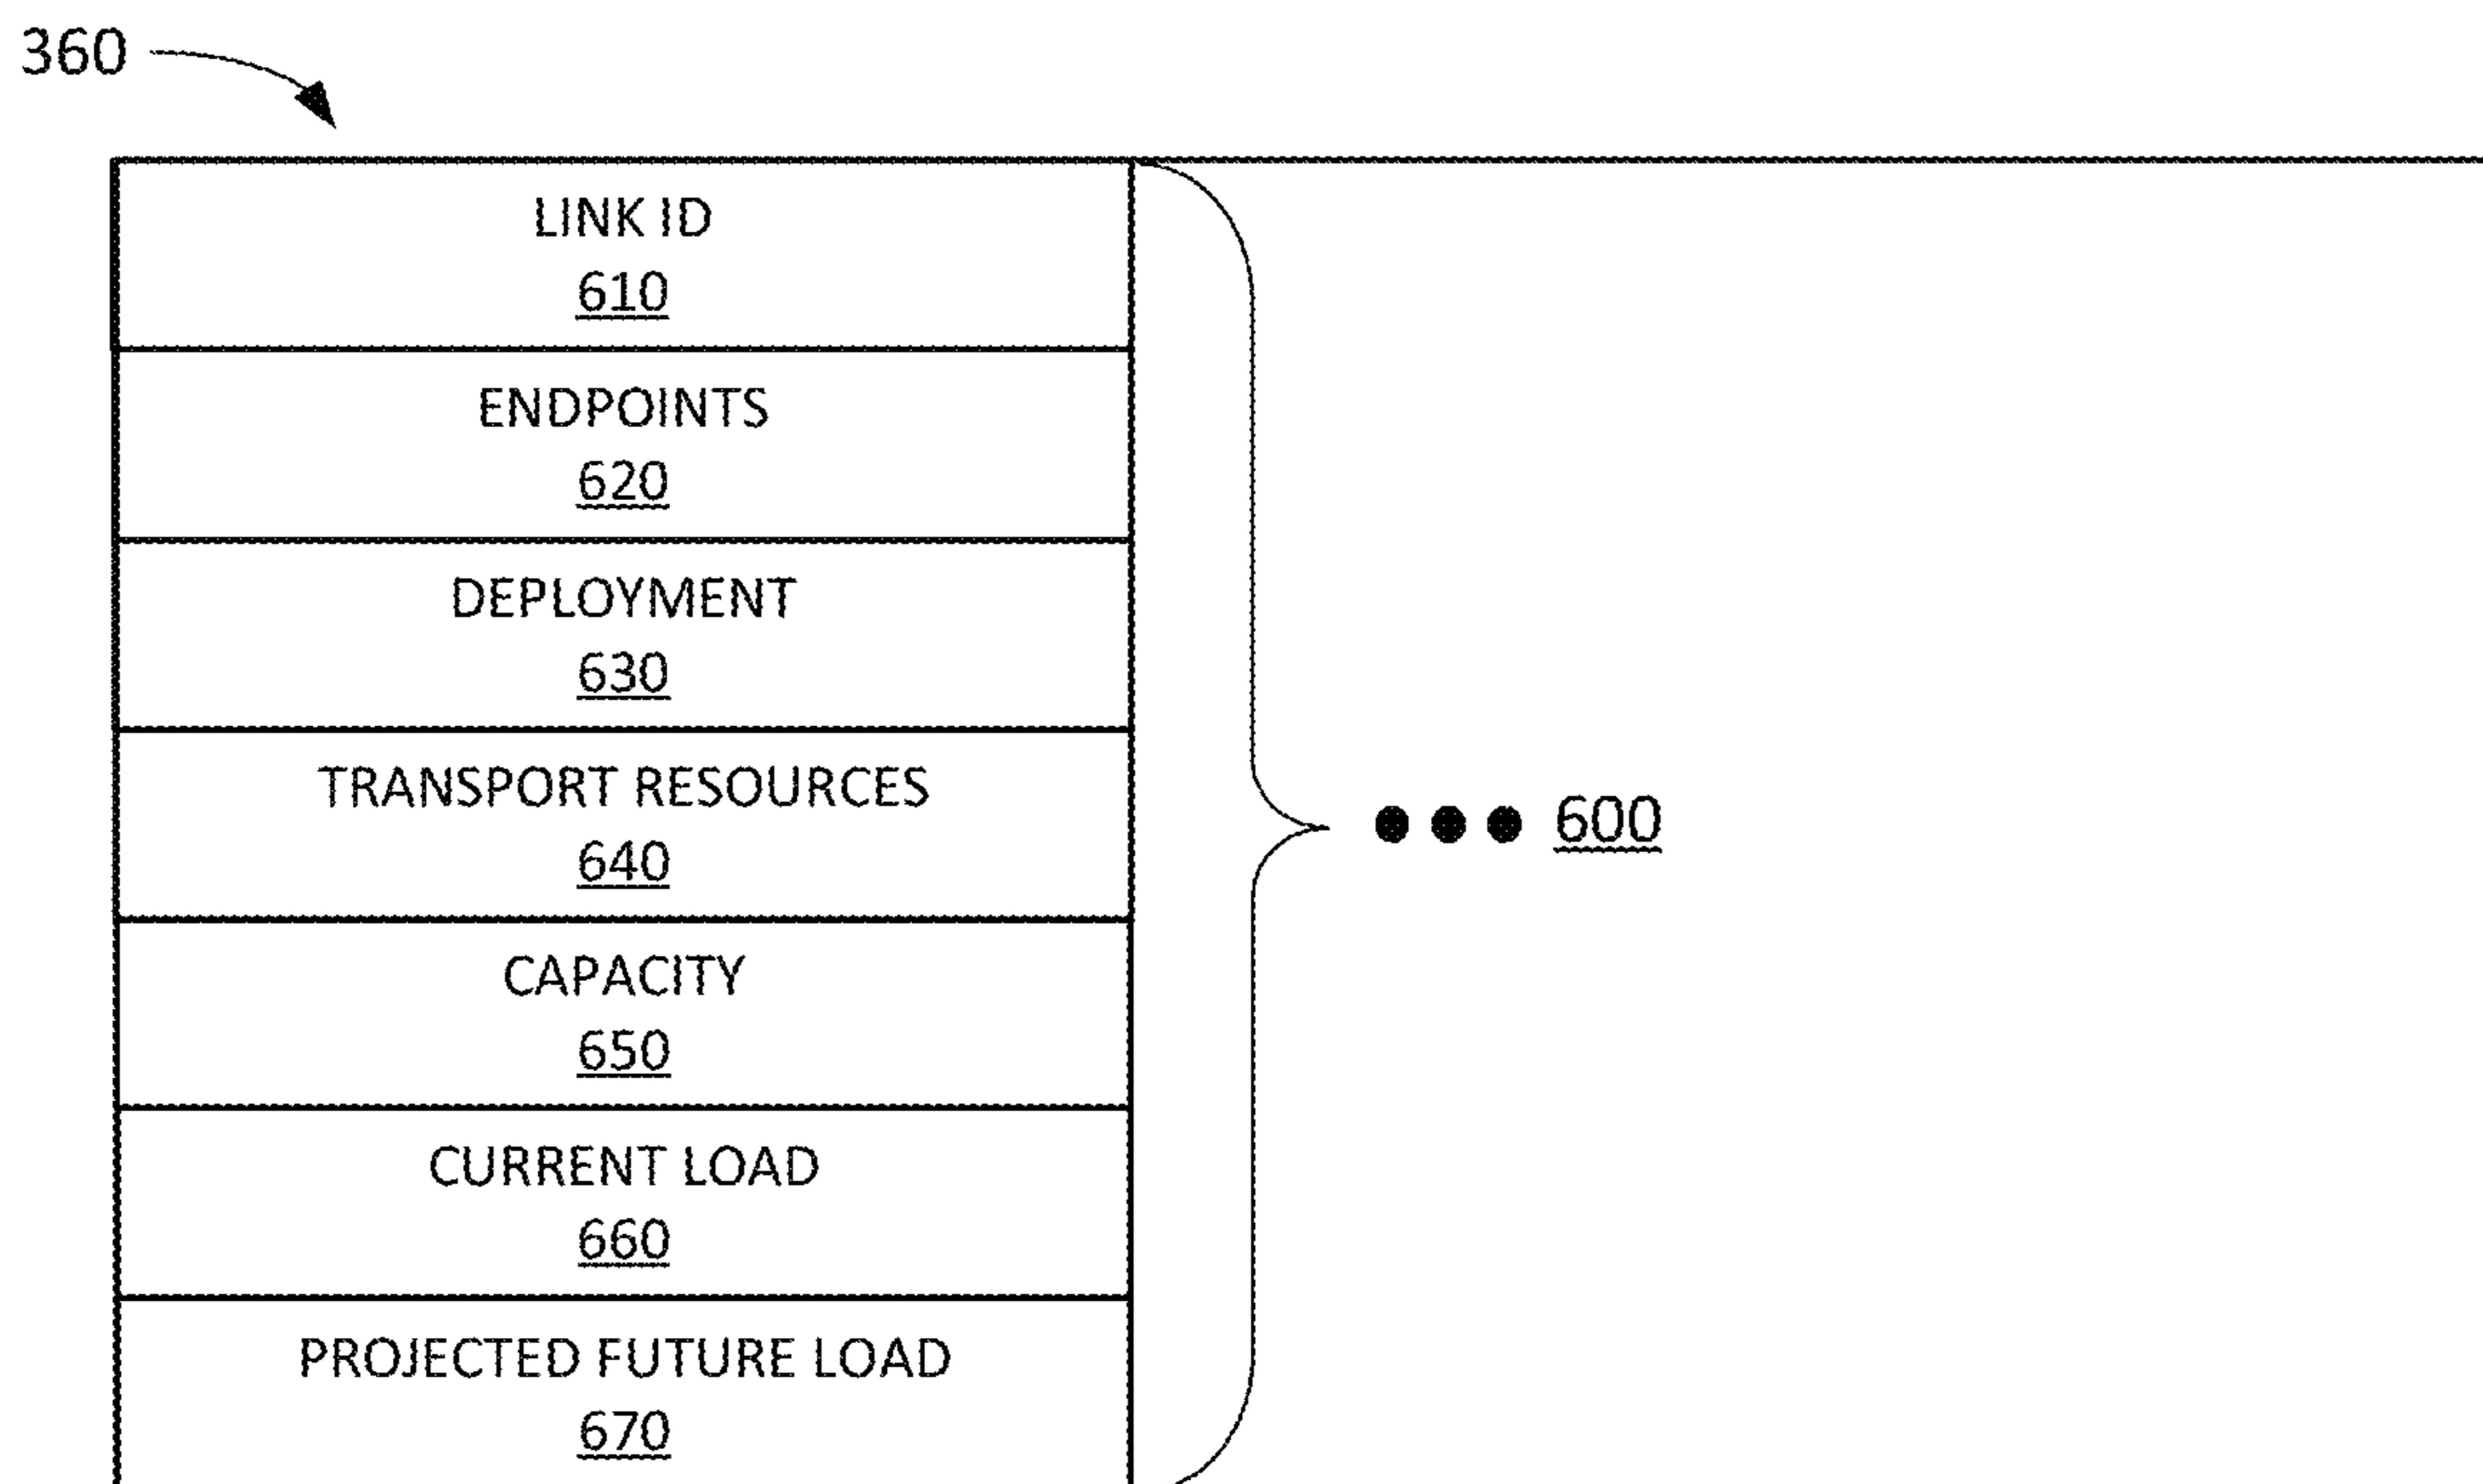 360
LINK ID
610
ENDPOINTS
620
DEPLOYMENT
630
TRANSPORT RESOURCES
640
600
CAPACITY
650
CURRENT LOAD
660
PROJECTED FUTURE LOAD
670